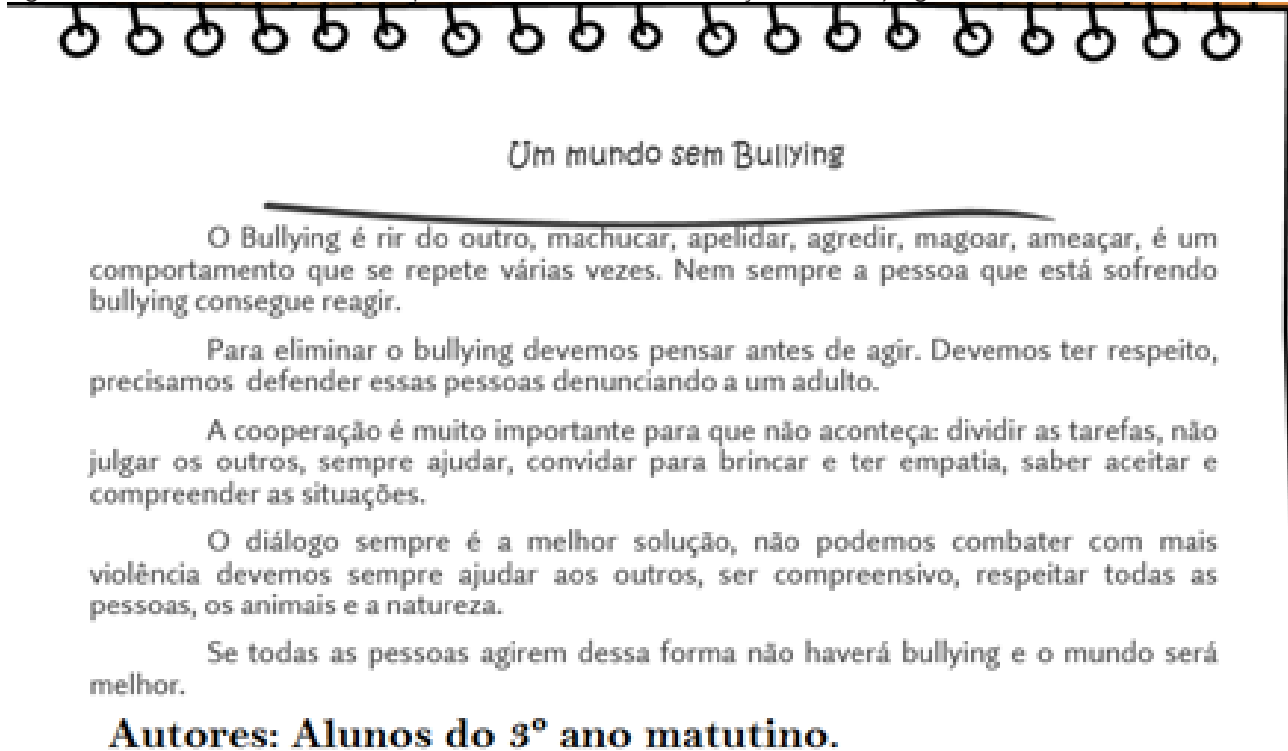 Um mundo sem Bullying
O Bullying é rir do outro, machucar, apelidar, agredir, magoar, ameaçar, é um
comportamento que se repete várias vezes. Nem sempre a pessoa que está sofrendo
bullying consegue reagir.
Para eliminar o bullying devemos pensar antes de agir. Devemos ter respeito,
precisamos defender essas pessoas denunciando a um adulto.
A cooperação é muito importante para que não aconteça: dividir as tarefas, não
julgar os outros, sempre ajudar, convidar para brincar e ter empatia, saber aceitar e
compreender as situações.
O diálogo sempre é a melhor solução, não podemos combater com mais
violência devemos sempre ajudar aos outros, ser compreensivo, respeitar todas as
pessoas, os animais e a natureza.
Se todas as pessoas agirem dessa forma não haverá bullying e o mundo será
melhor.
Autores: Alunos do 3º ano matutino.